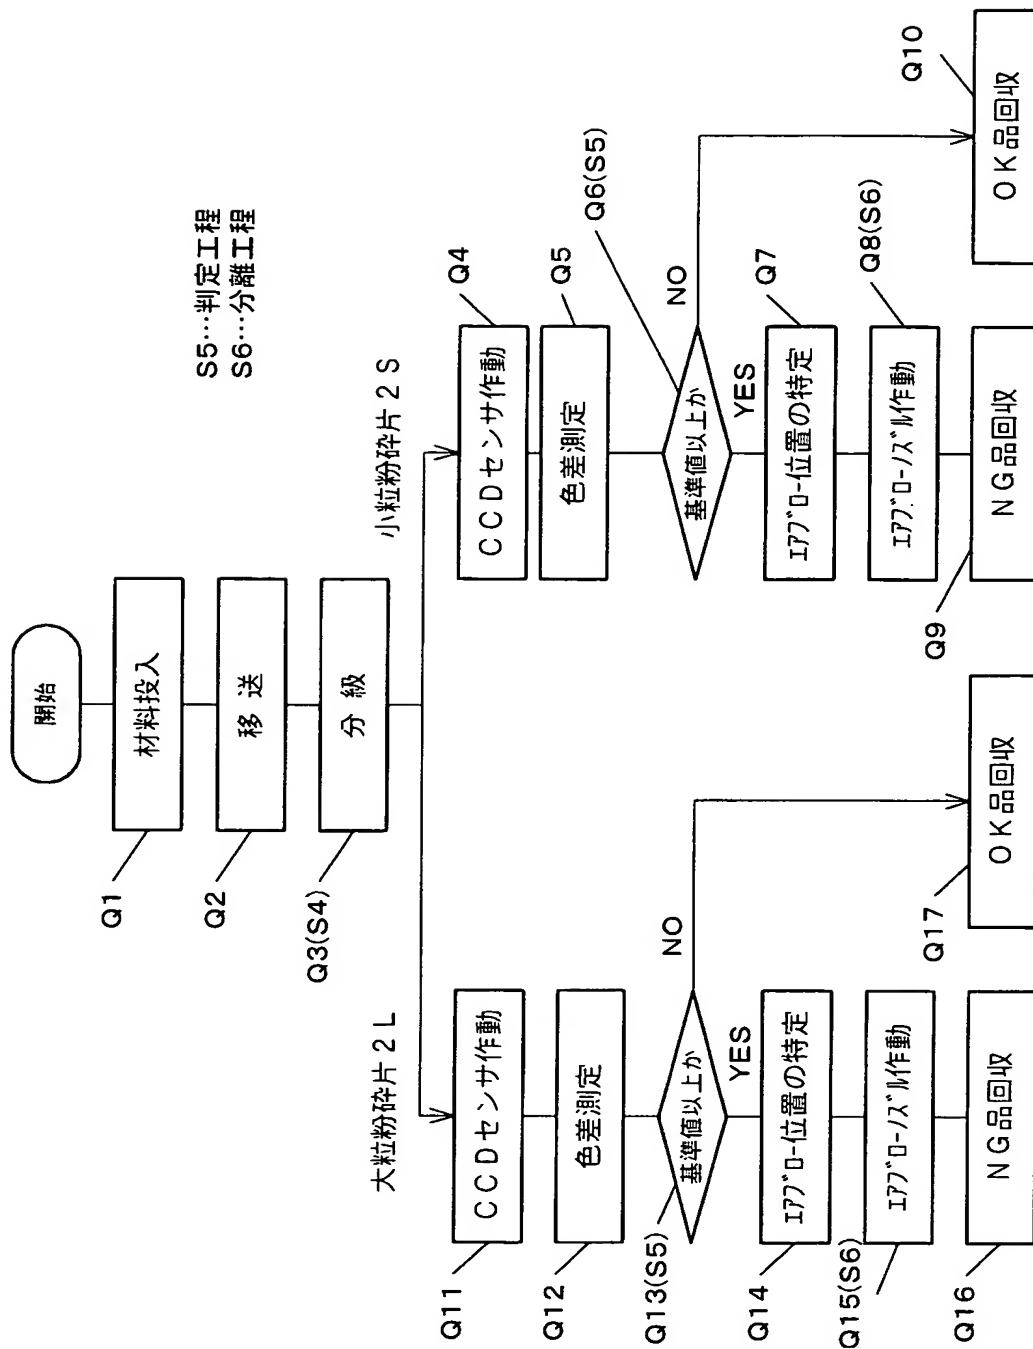 開始
Q1
材料投入
Q2
移送
Q3(S4)
分級
S5…判定工程
S6…分離工程
大粒粉砕片2L
Q11
CCDセンサ作動
Q12
色差測定
Q13(S5)
基準値以上か
NO
YES
Q14
エアブロー位置の特定
Q15(S6)
エアブローノズル作動
Q16
NG品回収
Q17
OK品回収
小粒粉砕片2S
Q4
CCDセンサ作動
Q5
色差測定
Q6(S5)
基準値以上か
NO
YES
Q7
エアブロー位置の特定
Q8(S6)
エアブローノズル作動
Q9
NG品回収
Q10
OK品回収